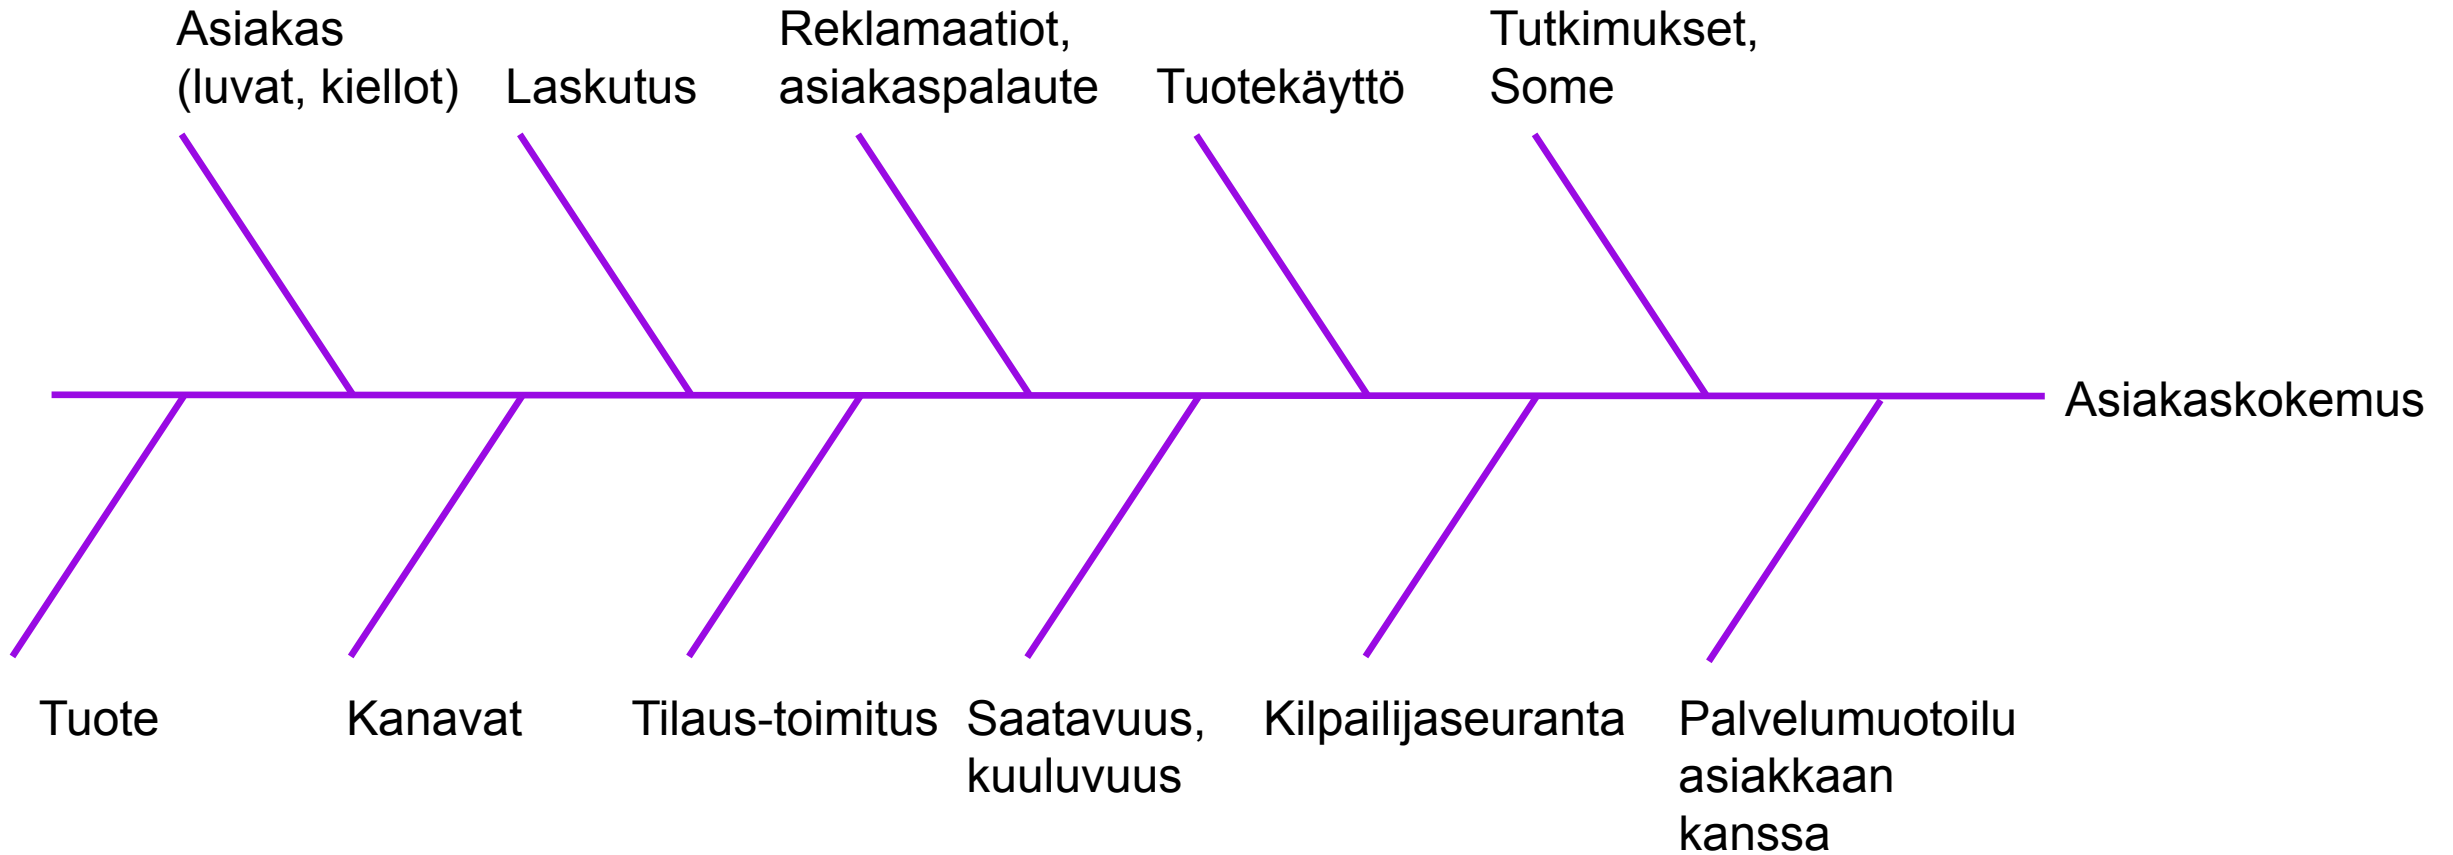 Asiakas
(luvat, kiellot)
Laskutus
Reklamaatiot,
asiakaspalaute
Tuotekäyttö
Tutkimukset,
Some
Asiakaskokemus
Tuote
Kanavat
Tilaus-toimitus
Saatavuus,
kuuluvuus
Kilpailijaseuranta
Palvelumuotoilu
asiakkaan
kanssa